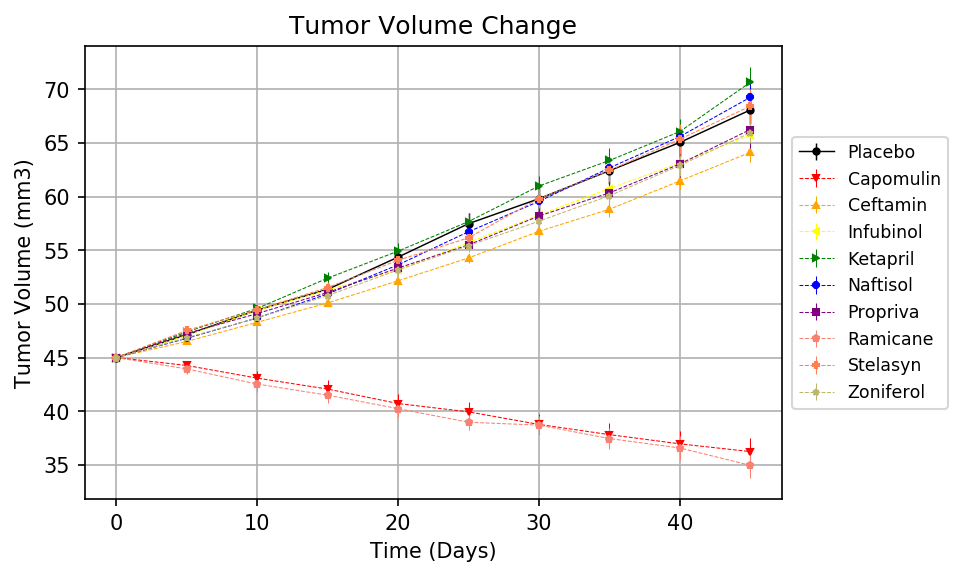 Tumor Volume Change
Tumor Volume (mm3)
70
65
60
55
50
45
40
35
0
10
20
30
40
Time (Days)
Placebo
Capomulin
Ceftamin
Infubinol
Ketapril
Naftisol
Propriva
Ramicane
Stelasyn
Zoniferol